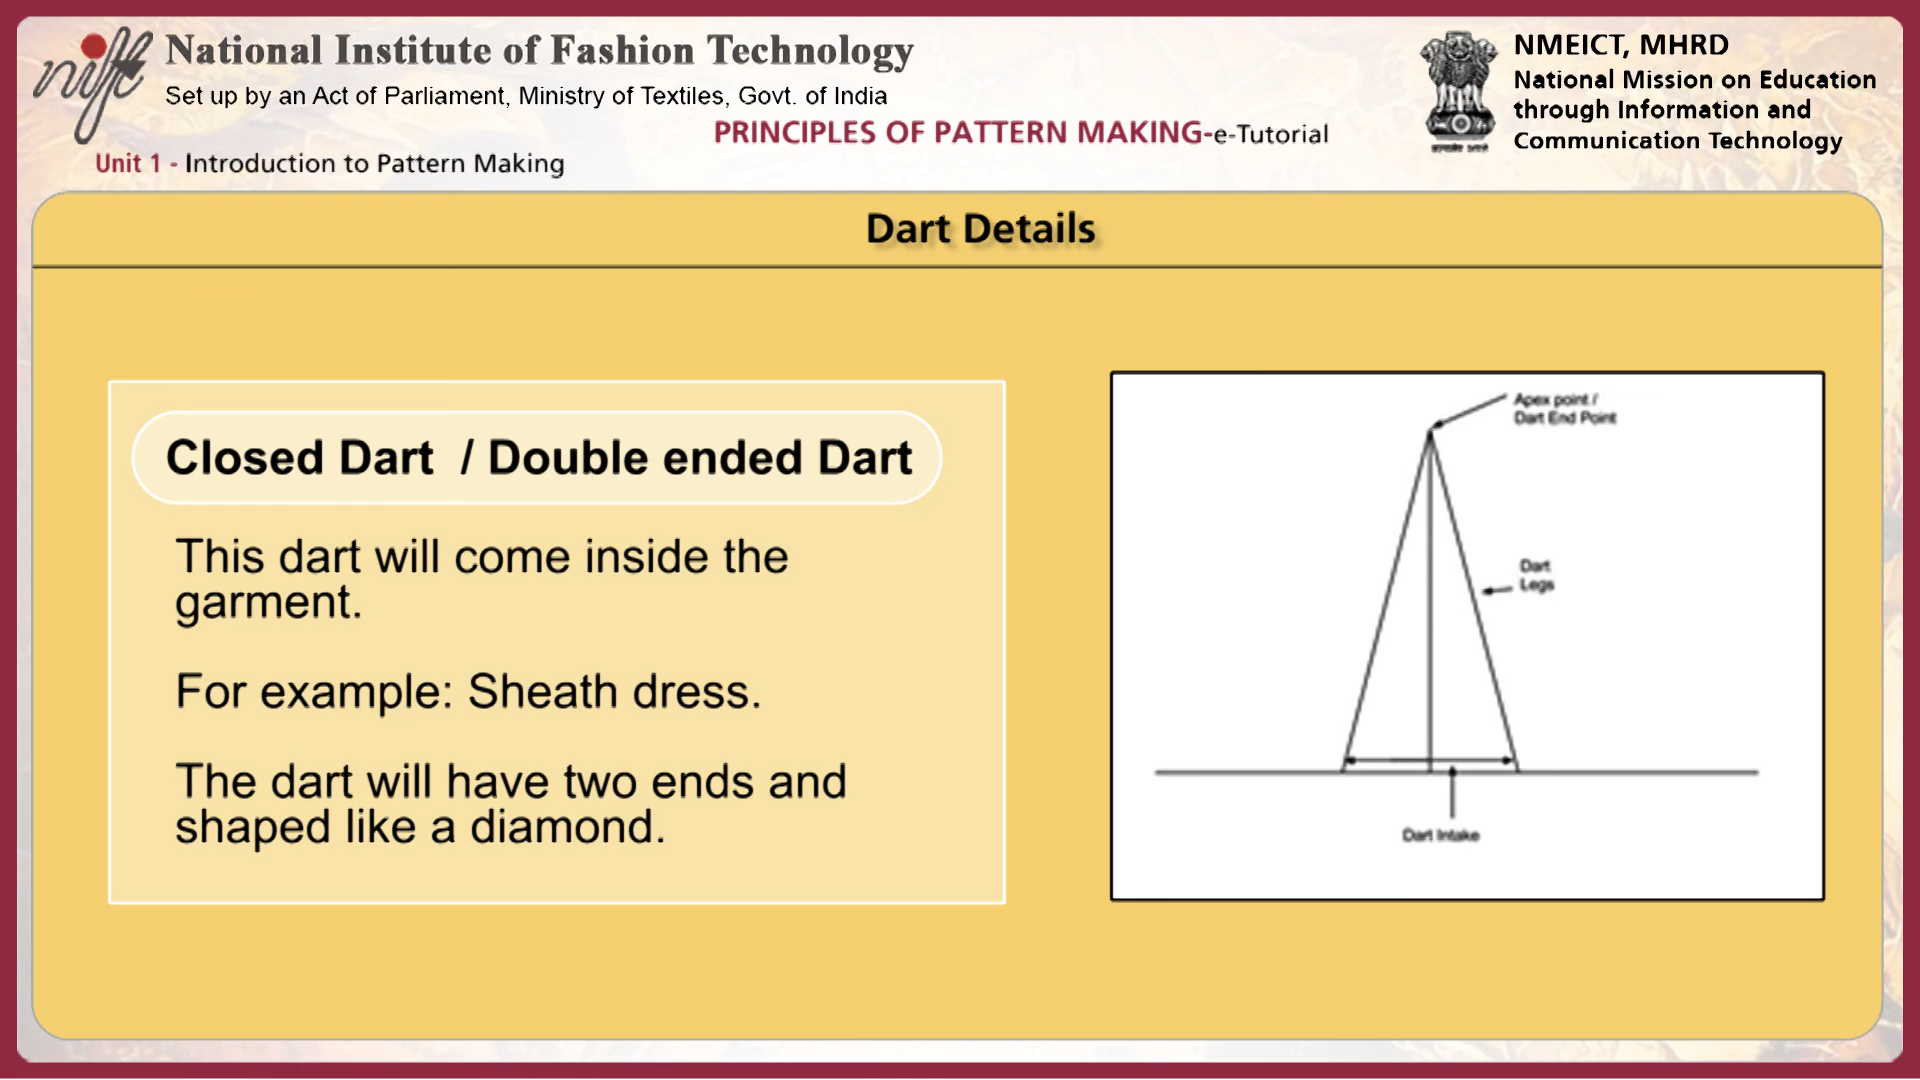 nift
National Institute of Fashion Technology
Set up by an Act of Parliament, Ministry of Textiles, Govt. of India
PRINCIPLES OF PATTERN MAKING-e-Tutorial
Unit 1 - Introduction to Pattern Making
NMEICT, MHRD
National Mission on Education
through Information and
Communication Technology
Dart Details
Closed Dart / Double ended Dart
This dart will come inside the
garment.
For example: Sheath dress.
The dart will have two ends and
shaped like a diamond.
Apex point /
Dart End Point
Dart
Legs
Dart Intake